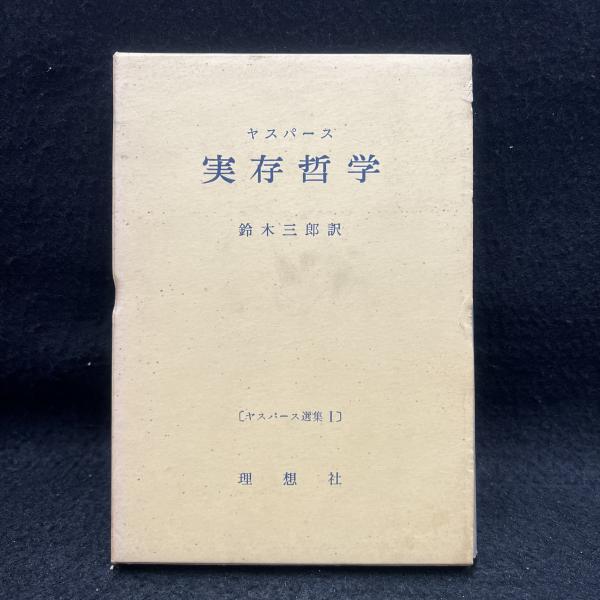 ヤスパース
実存哲学
鈴木三郎訳
〔ヤスパース選集 I〕
理想社